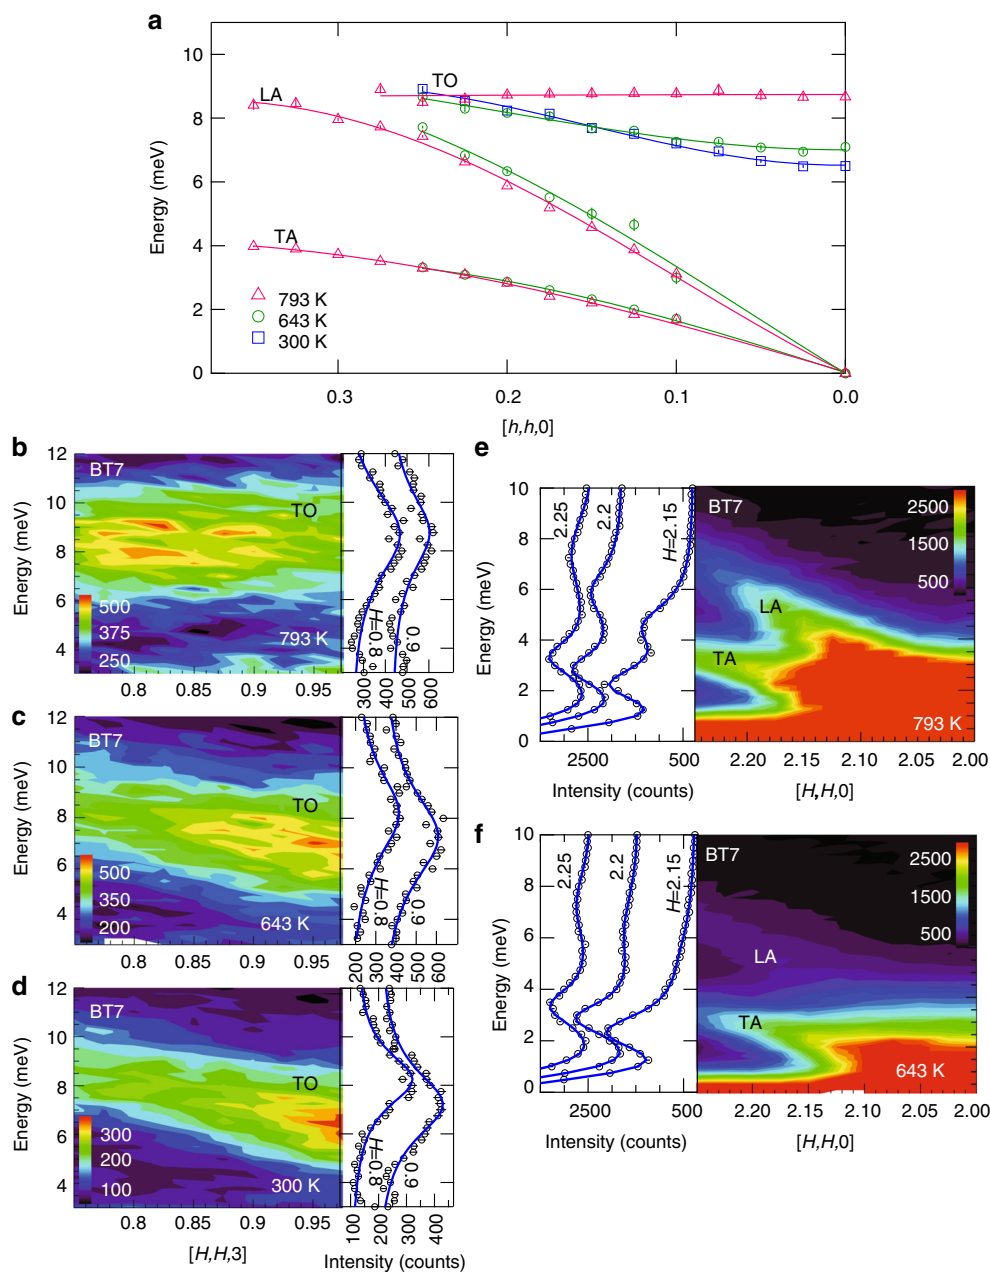 a
10
8
6
4
2
0
Energy (meV)
LA
TO
TA
793 K
643 K
300 K
0.3
0.2
0.1
0.0
[h,h,0]
b
12
10
8
6
4
Energy (meV)
BT7
TO
500
375
250
793 K
0.8
0.85
0.9
0.95
H=0.8
0.9
300
400
500
600
c
12
10
8
6
4
Energy (meV)
BT7
TO
500
350
200
643 K
0.8
0.85
0.9
0.95
H=0.8
0.9
200
300
400
500
600
d
12
10
8
6
4
Energy (meV)
BT7
TO
300
200
100
300 K
0.8
0.85
0.9
0.95
[H,H,3]
H=0.8
0.9
100
200
300
400
Intensity (counts)
e
10
8
6
4
2
0
Energy (meV)
2.25
2.2
H=2.15
2500
500
Intensity (counts)
BT7
2500
1500
500
LA
TA
793 K
2.20
2.15
2.10
2.05
2.00
[H,H,0]
f
10
8
6
4
2
0
Energy (meV)
2.25
2.2
H=2.15
2500
500
Intensity (counts)
BT7
2500
1500
500
LA
TA
643 K
2.20
2.15
2.10
2.05
2.00
[H,H,0]